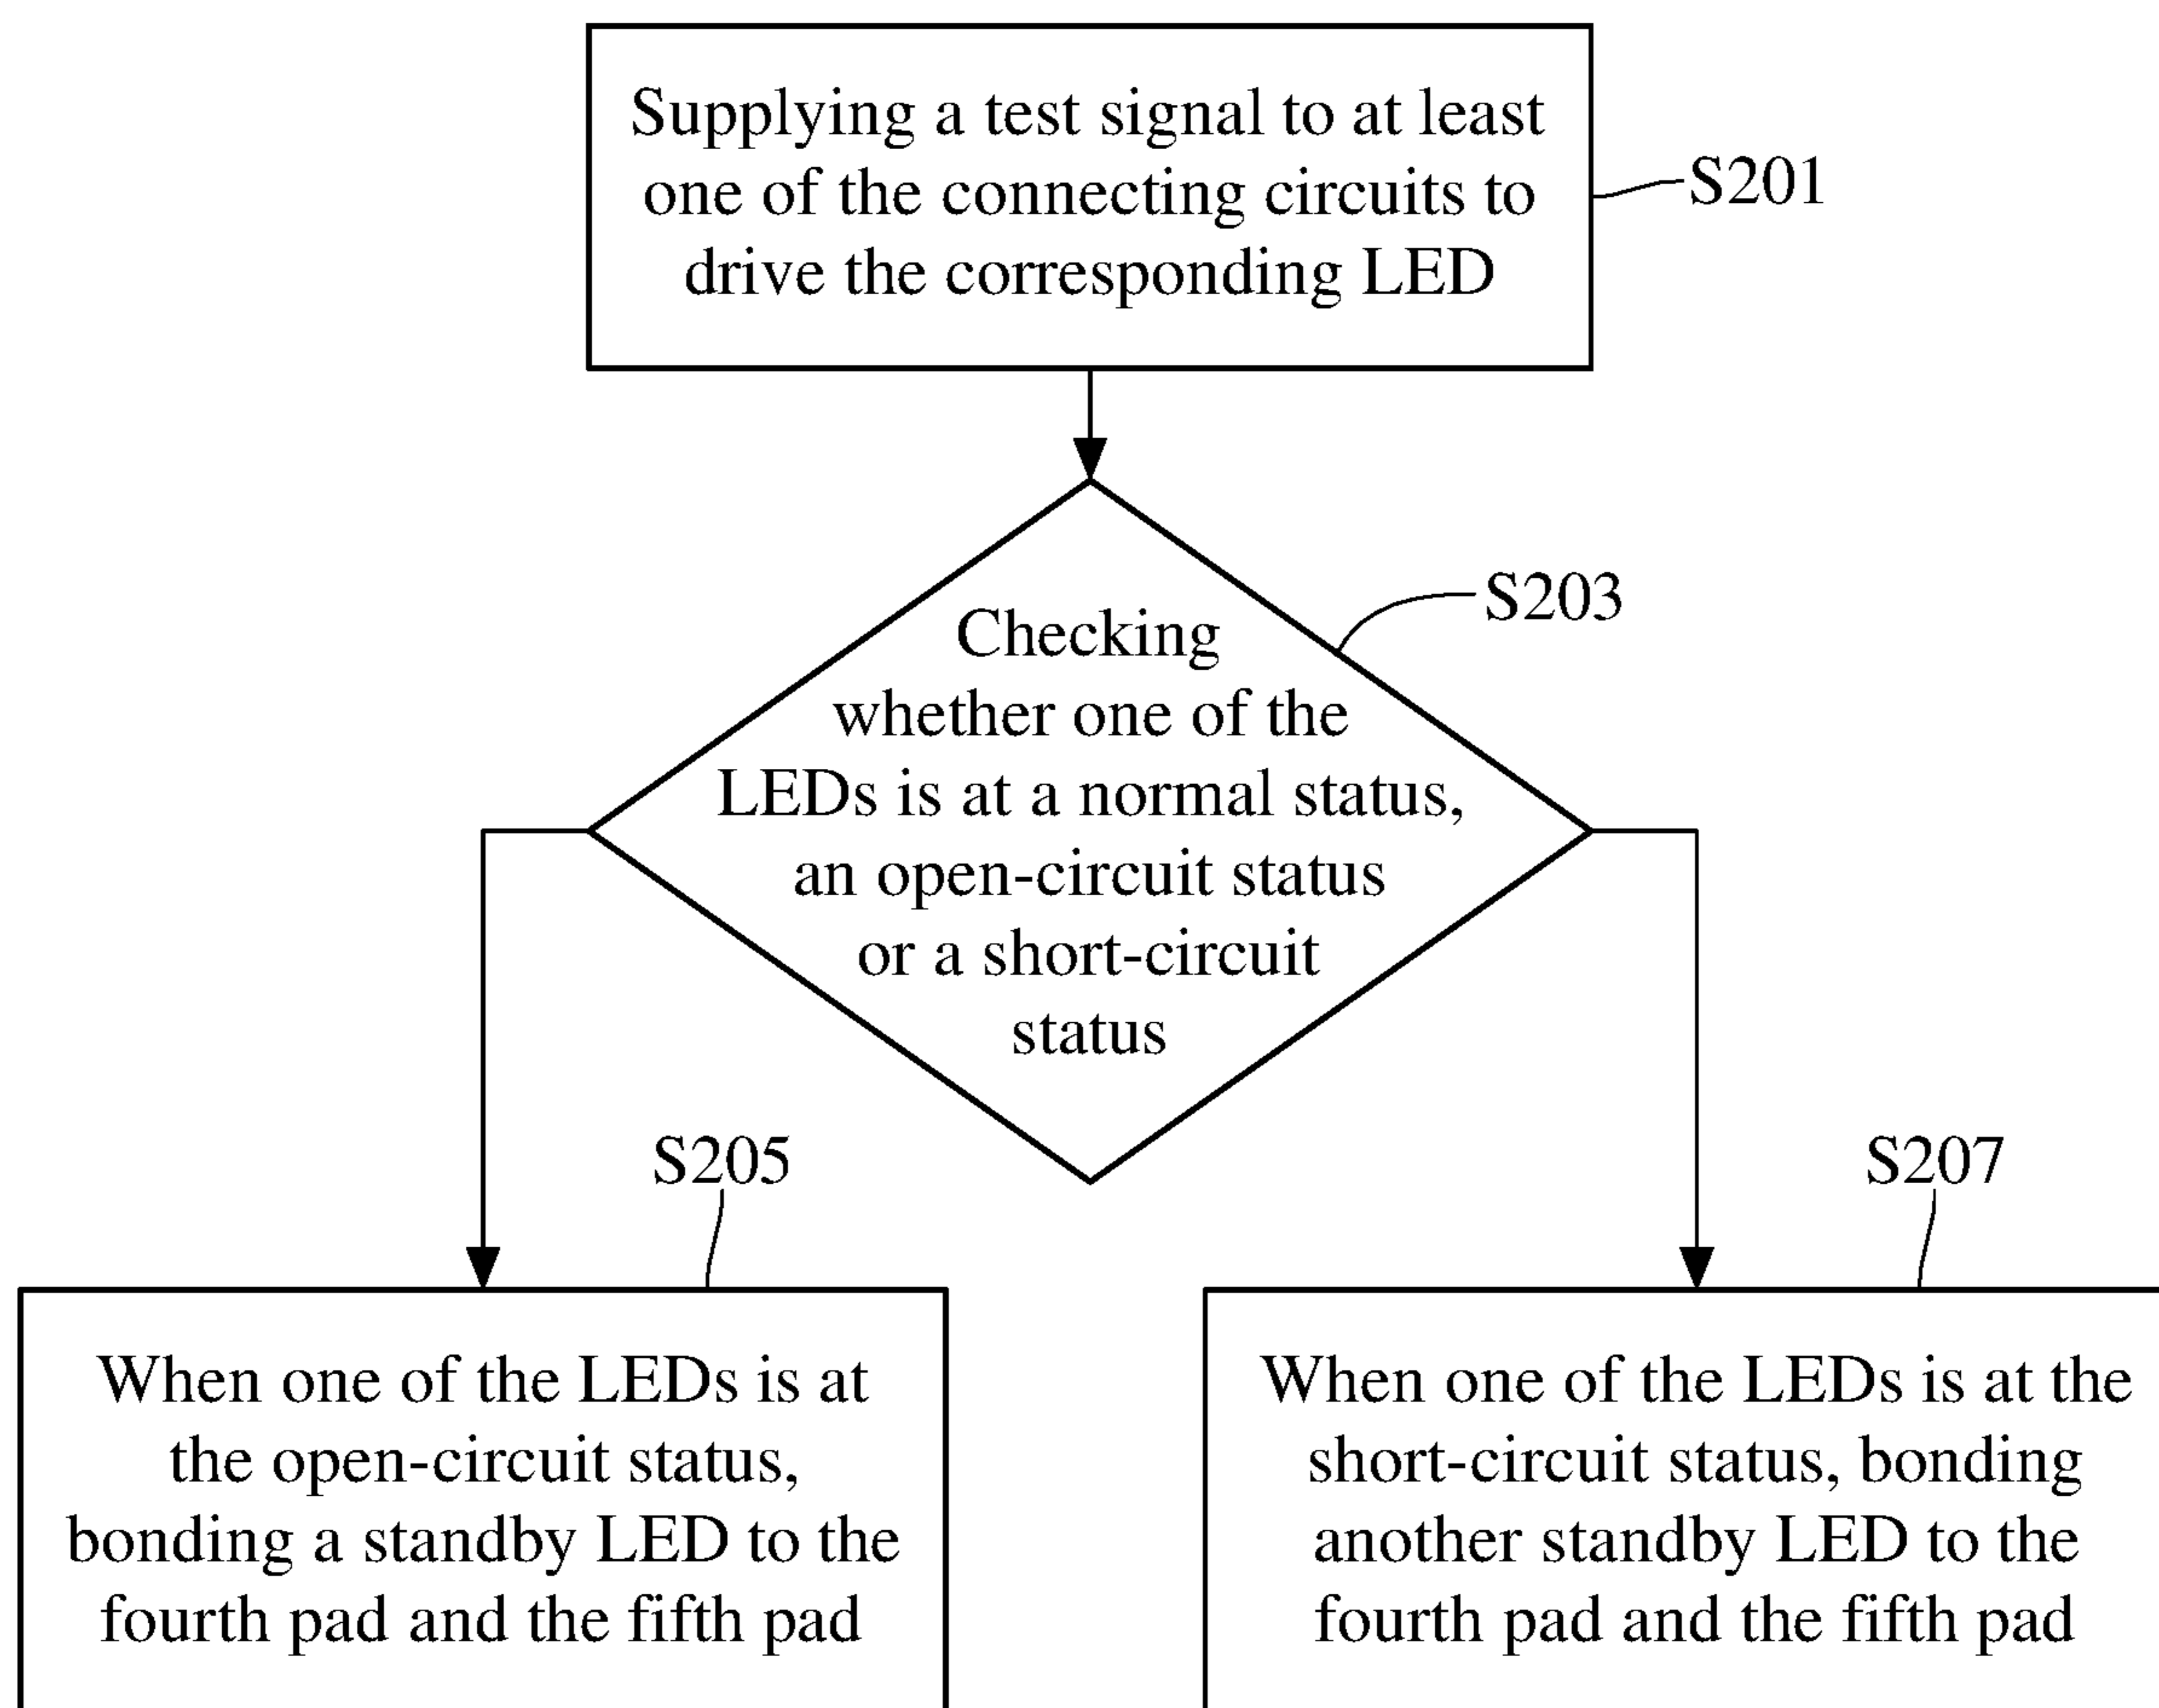 Supplying a test signal to at least
one of the connecting circuits to
drive the corresponding LED
S201
Checking
whether one of the
LEDs is at a normal status,
an open-circuit status
or a short-circuit
status
S203
S205
When one of the LEDs is at
the open-circuit status,
bonding a standby LED to the
fourth pad and the fifth pad
S207
When one of the LEDs is at the
short-circuit status, bonding
another standby LED to the
fourth pad and the fifth pad